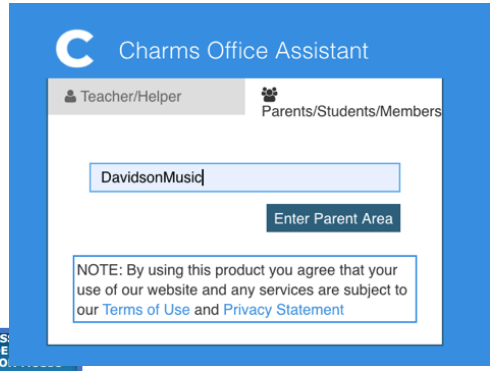 C Charms Office Assistant
Teacher/Helper
Parents/Students/Members
DavidsonMusic
Enter Parent Area
NOTE: By using this product you agree that your
use of our website and any services are subject to
our Terms of Use and Privacy Statement